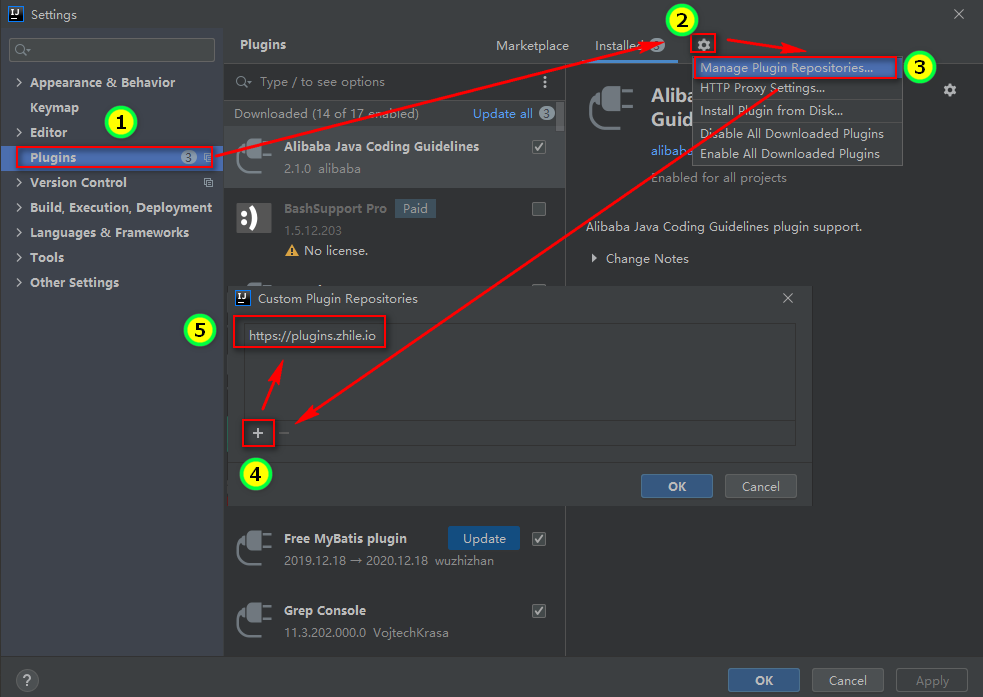 Settings
Plugins
Marketplace
Installed
Appearance & Behavior
Keymap
Editor
Plugins 3
Version Control
Build, Execution, Deployment
Languages & Frameworks
Tools
Other Settings
1
2
3
4
5
Type / to see options
Downloaded (14 of 17 enabled) Update all 3
Alibaba Java Coding Guidelines
2.1.0 alibaba
BashSupport Pro Paid
1.5.12.203
No license.
Manage Plugin Repositories...
HTTP Proxy Settings...
Install Plugin from Disk...
Disable All Downloaded Plugins
Enable All Downloaded Plugins
Enabled for all projects
Alibaba Java Coding Guidelines plugin support.
Change Notes
Custom Plugin Repositories
https://plugins.zhile.io
OK
Cancel
Free MyBatis plugin Update
2019.12.18 → 2020.12.18 wuzhizhan
Grep Console
11.3.202.000.0 VojtechKrasa
?
OK
Cancel
Apply